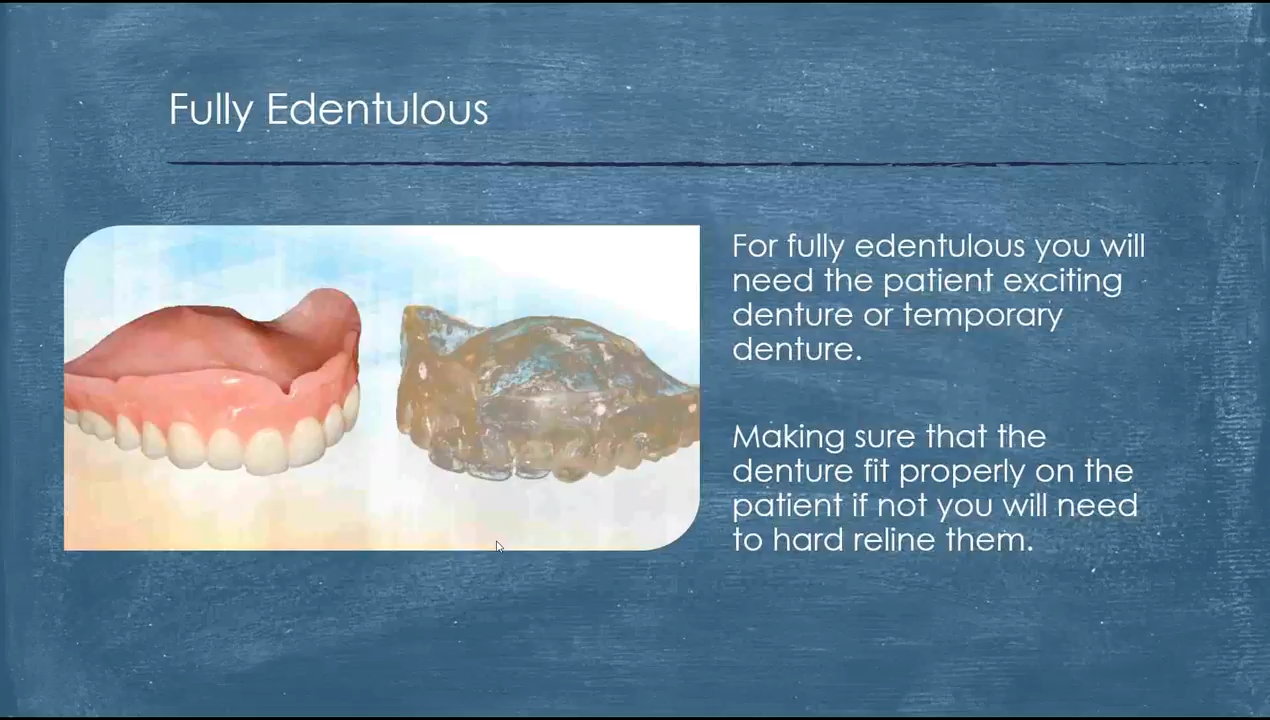 Fully Edentulous
For fully edentulous you will
need the patient exciting
denture or temporary
denture.
Making sure that the
denture fit properly on the
patient if not you will need
to hard reline them.